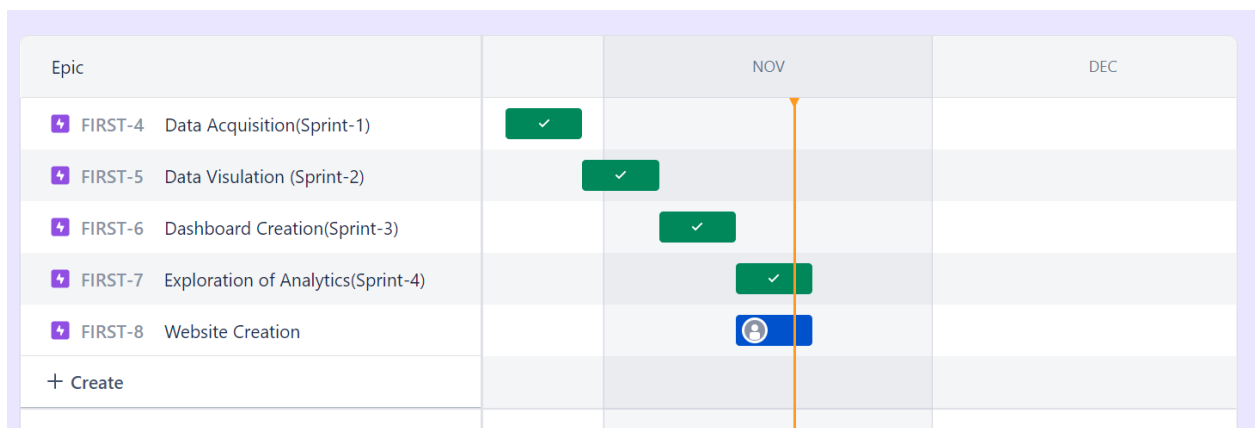 Epic NOV DEC
FIRST-4 Data Acquisition(Sprint-1)
FIRST-5 Data Visulation (Sprint-2)
FIRST-6 Dashboard Creation(Sprint-3)
FIRST-7 Exploration of Analytics(Sprint-4)
FIRST-8 Website Creation
+ Create